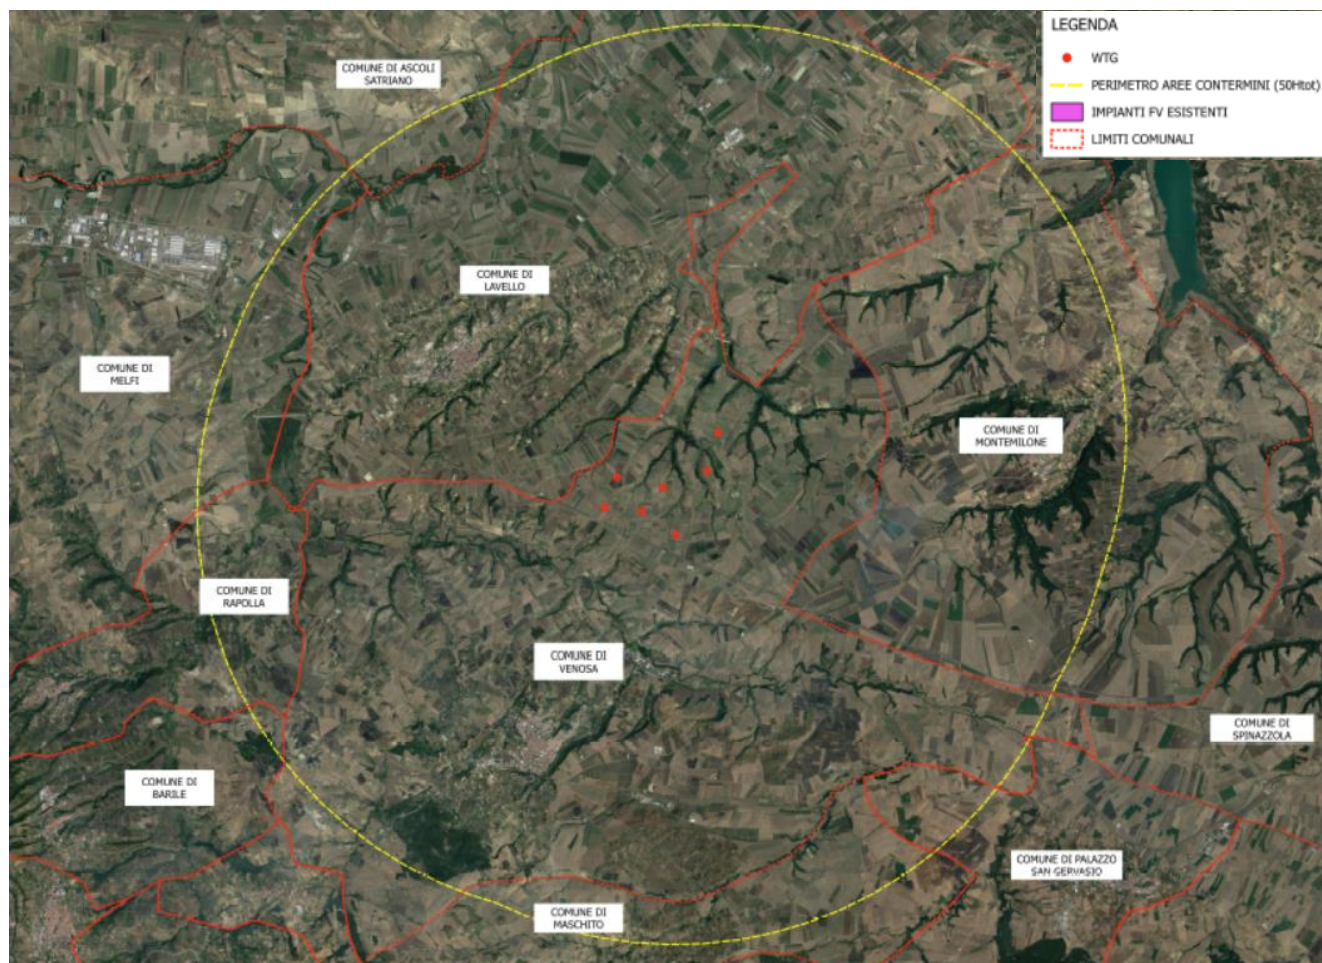 LEGENDA
WTG
PERIMETRO AREE CONTERMINI (50Htot)
IMPIANTI FV ESISTENTI
LIMITI COMUNALI
COMUNE DI ASCOLI
SATRIANO
COMUNE DI
LAVELLO
COMUNE DI
MELFI
COMUNE DI
MONTEMILONE
COMUNE DI
RAPOLLA
COMUNE DI
VENOSA
COMUNE DI
SPINAZZOLA
COMUNE DI
BARILE
COMUNE DI PALAZZO
SAN GERVASIO
COMUNE DI
MASCHITO